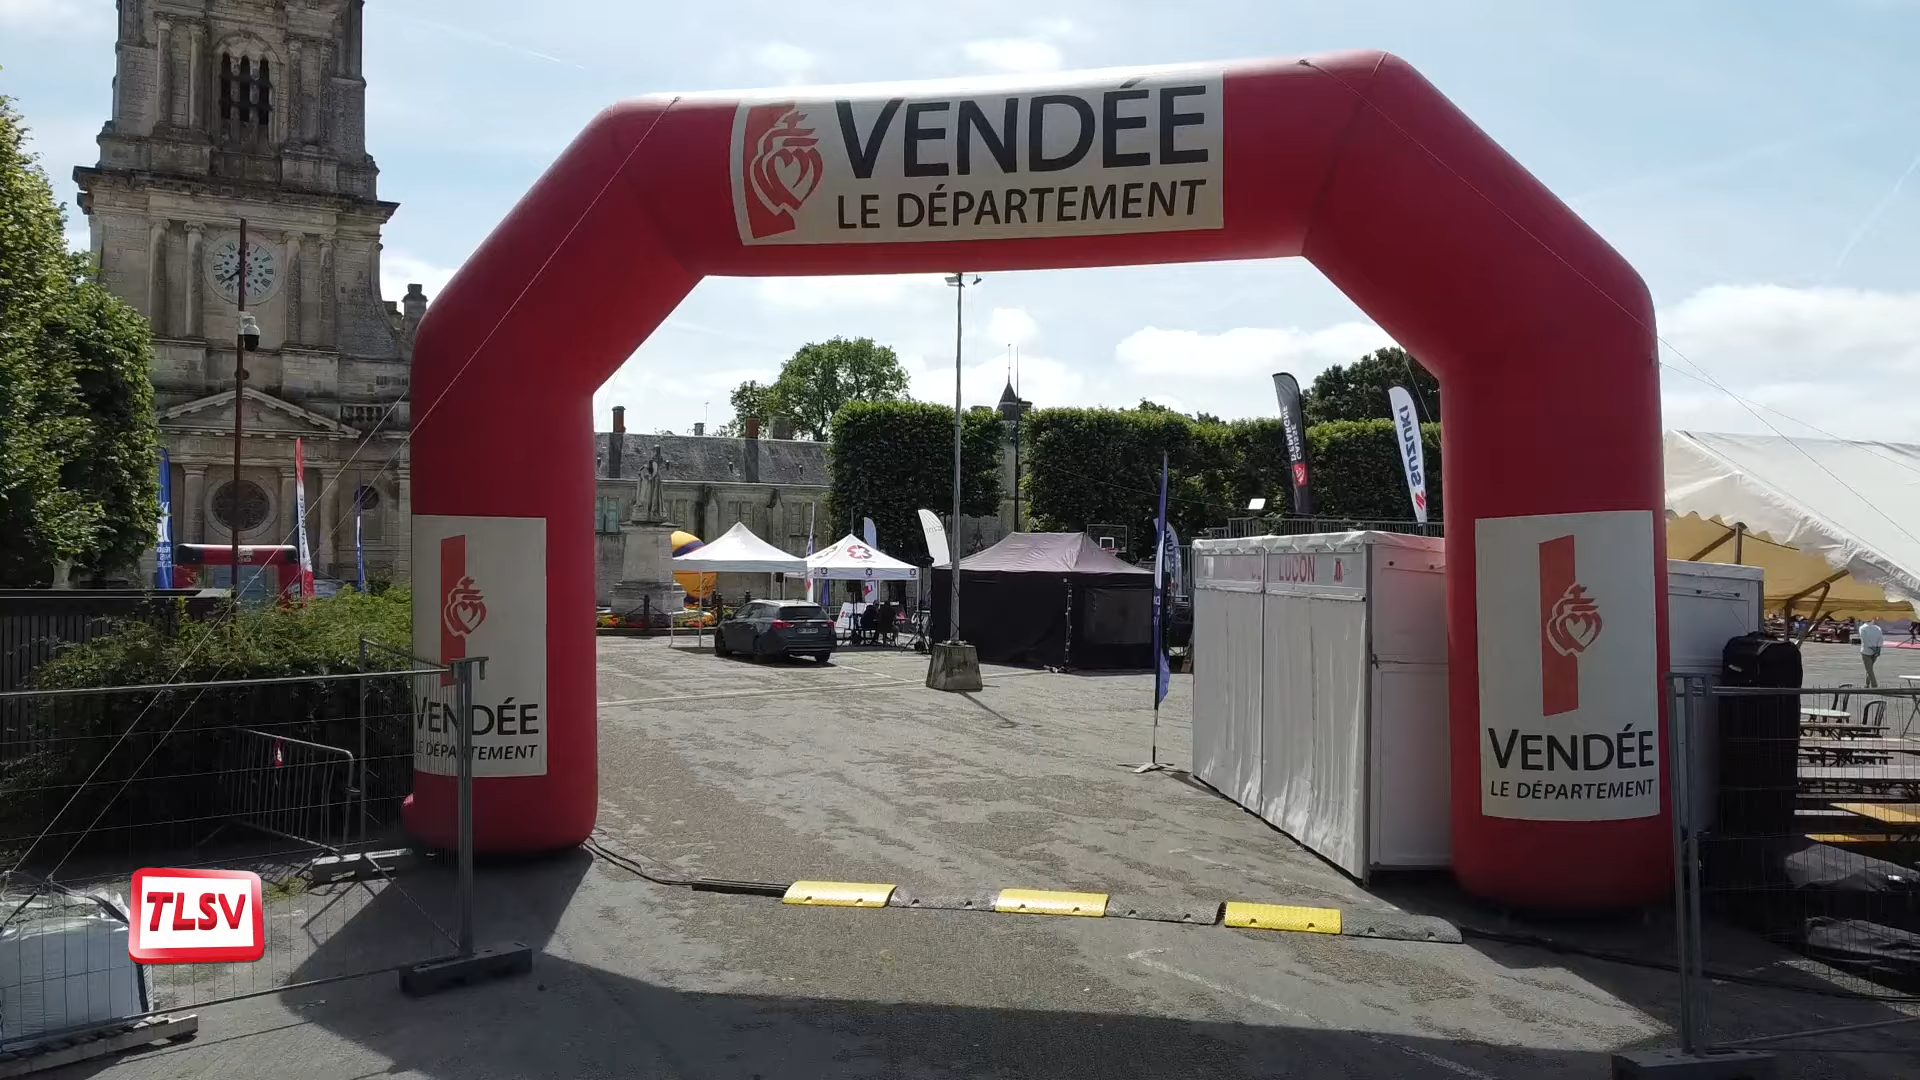 VENDÉE
LE DÉPARTEMENT
VENDÉE
LE DÉPARTEMENT
VENDÉE
LE DÉPARTEMENT
SUZUKI
LUÇON
TLSV